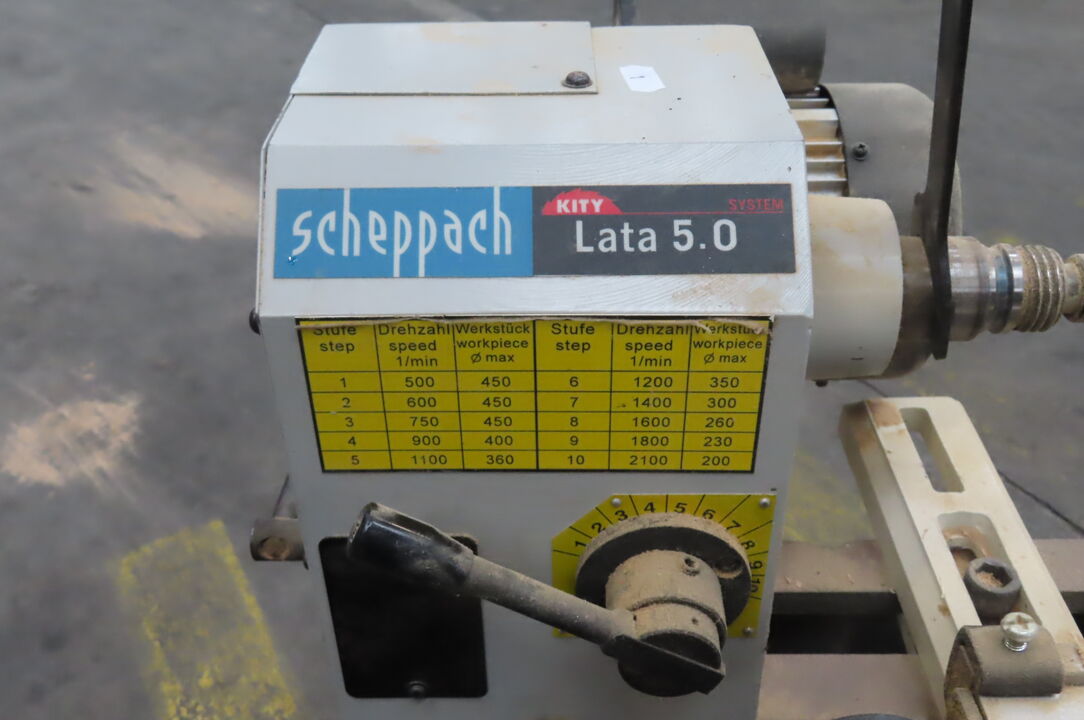 scheppach
KITY SYSTEM
Lata 5.0
Stufe Drehzahl Werkstück Stufe Drehzahl Werkstück
step speed workpiece step speed workpiece
1/min Ø max 1/min Ø max
1 500 450 6 1200 350
2 600 450 7 1400 300
3 750 450 8 1600 260
4 900 400 9 1800 230
5 1100 360 10 2100 200
1 2 3 4 5 6 7 8 9 10